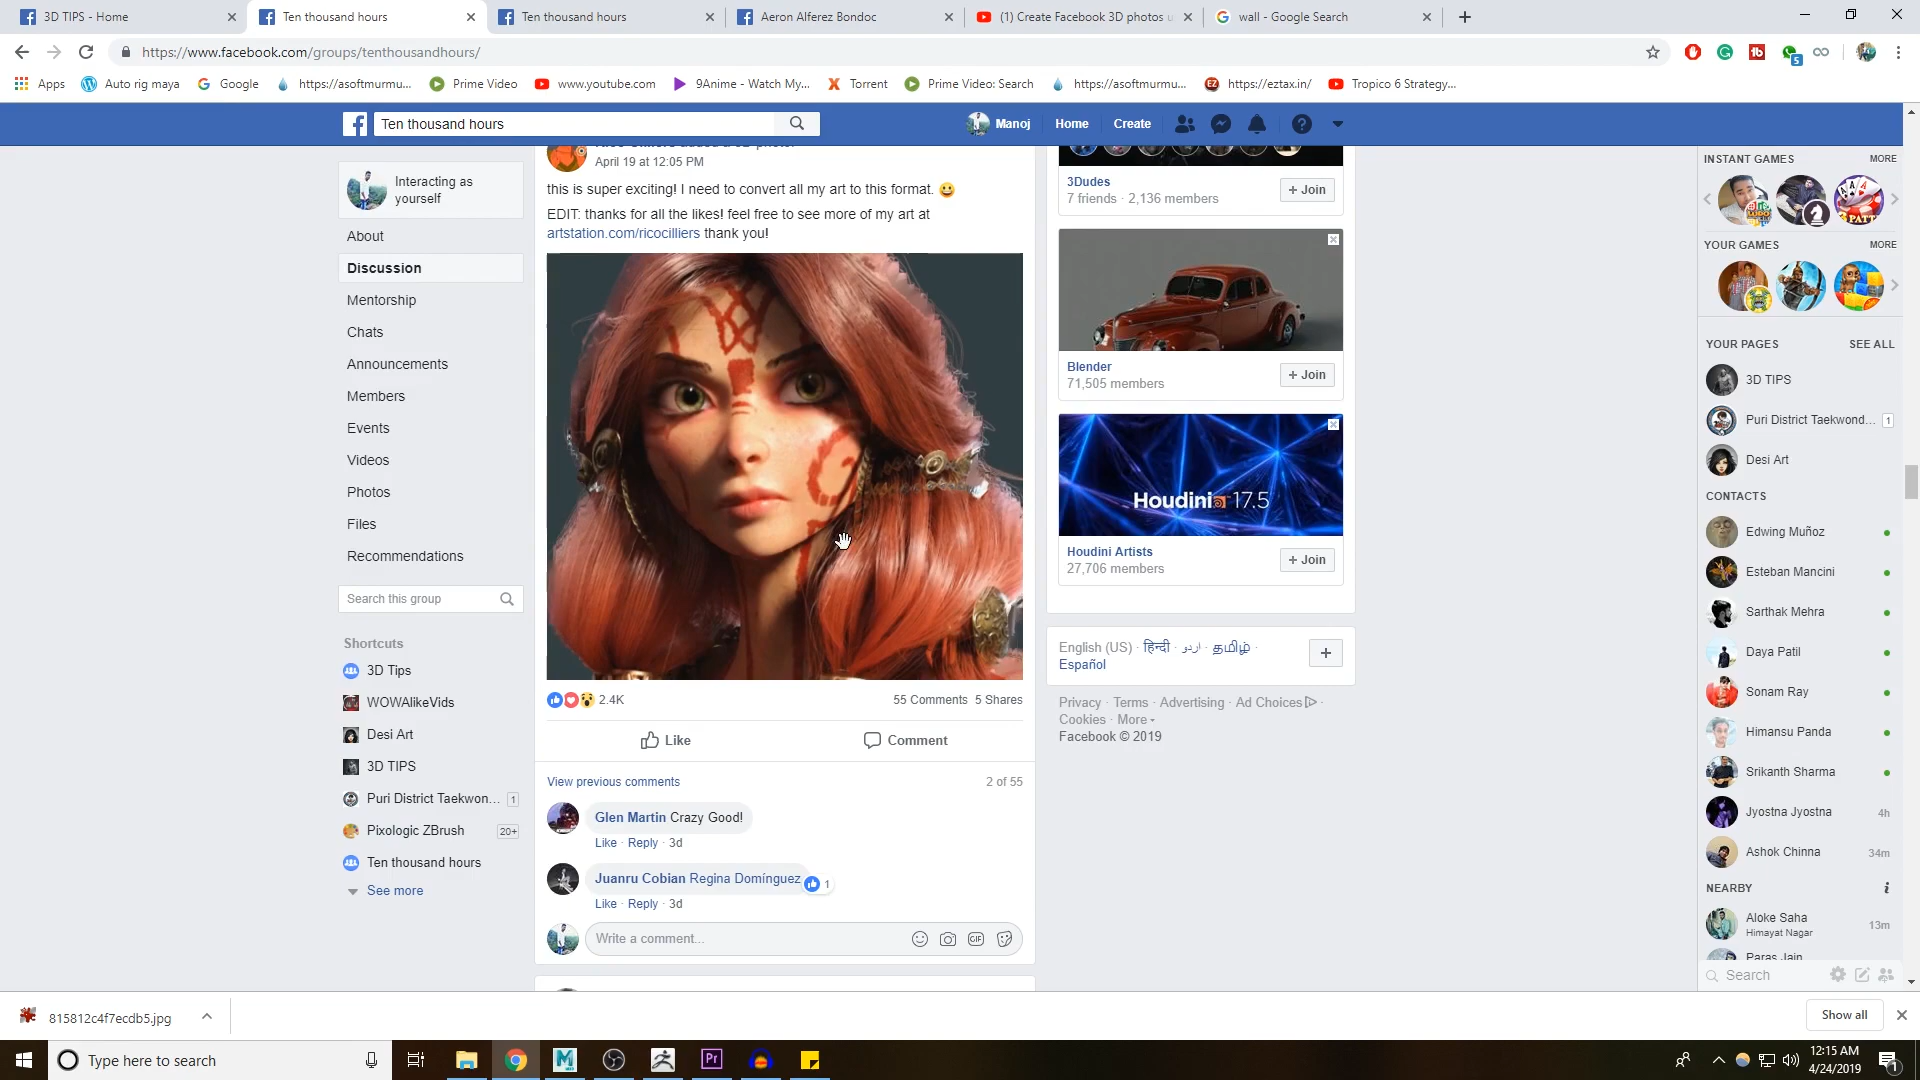 3D TIPS - Home
Ten thousand hours
Ten thousand hours
Aeron Alferez Bondoc
(1) Create Facebook 3D photos u
wall - Google Search
https://www.facebook.com/groups/tenthousandhours/
5
Apps
Auto rig maya
Google
https://asoftmurmu...
Prime Video
www.youtube.com
9Anime - Watch My...
Torrent
Prime Video: Search
https://asoftmurmu...
https://eztax.in/
Tropico 6 Strategy...
Ten thousand hours
Manoj
Home
Create
Interacting as
yourself
About
Discussion
Mentorship
Chats
Announcements
Members
Events
Videos
Photos
Files
Recommendations
Search this group
Shortcuts
3D Tips
WOWAlikeVids
Desi Art
3D TIPS
Puri District Taekwon... 1
Pixologic ZBrush 20+
Ten thousand hours
See more
April 19 at 12:05 PM
this is super exciting! I need to convert all my art to this format. 😀
EDIT: thanks for all the likes! feel free to see more of my art at
artstation.com/ricocilliers thank you!
2.4K
55 Comments 5 Shares
Like
Comment
View previous comments
2 of 55
Glen Martin Crazy Good!
Like · Reply · 3d
Juanru Cobian Regina Domínguez
1
Like · Reply · 3d
Write a comment...
GIF
3Dudes
7 friends · 2,136 members
+ Join
Blender
71,505 members
+ Join
Houdini 17.5
Houdini Artists
27,706 members
+ Join
English (US) · हिन्दी · اردو · தமிழ் ·
Español
Privacy · Terms · Advertising · Ad Choices ·
Cookies · More
Facebook © 2019
INSTANT GAMES
MORE
PATT
YOUR GAMES
MORE
YOUR PAGES
SEE ALL
3D TIPS
Puri District Taekwond... 1
Desi Art
CONTACTS
Edwing Muñoz
Esteban Mancini
Sarthak Mehra
Daya Patil
Sonam Ray
Himansu Panda
Srikanth Sharma
Jyostna Jyostna 4h
Ashok Chinna 34m
NEARBY
Aloke Saha 13m
Himayat Nagar
Paras Jain
Search
815812c4f7ecdb5.jpg
Show all
Type here to search
Pr
12:15 AM
4/24/2019
1